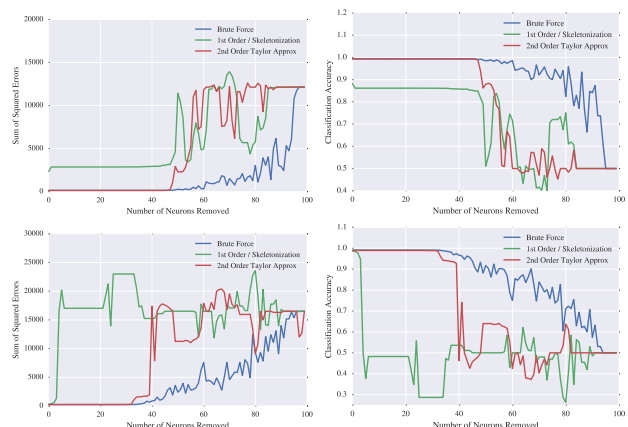 20000
15000
10000
5000
0
0 20 40 60 80 100
Sum of Squared Errors
Number of Neurons Removed
Brute Force
1st Order / Skeletonization
2nd Order Taylor Approx
1.2
1.1
1.0
0.9
0.8
0.7
0.6
0.5
0.4
0 20 40 60 80 100
Classification Accuracy
Number of Neurons Removed
Brute Force
1st Order / Skeletonization
2nd Order Taylor Approx
30000
25000
20000
15000
10000
5000
0
0 20 40 60 80 100
Sum of Squared Errors
Number of Neurons Removed
Brute Force
1st Order / Skeletonization
2nd Order Taylor Approx
1.1
1.0
0.9
0.8
0.7
0.6
0.5
0.4
0.3
0 20 40 60 80 100
Classification Accuracy
Number of Neurons Removed
Brute Force
1st Order / Skeletonization
2nd Order Taylor Approx